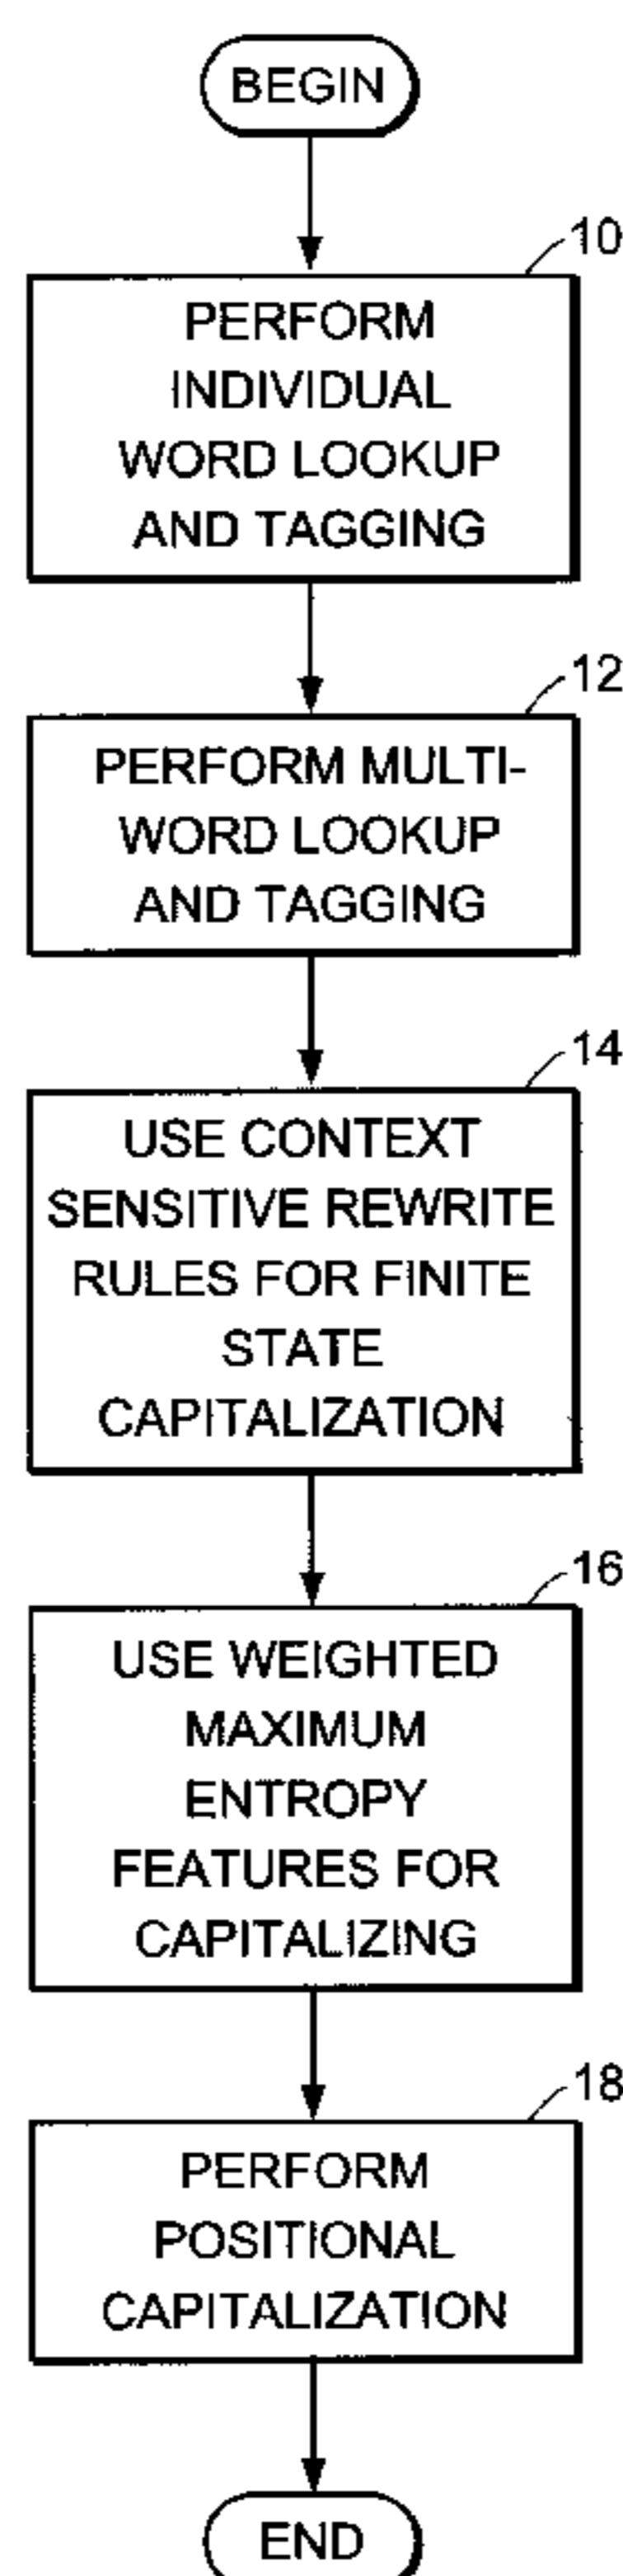 BEGIN
10
PERFORM
INDIVIDUAL
WORD LOOKUP
AND TAGGING
12
PERFORM MULTI-
WORD LOOKUP
AND TAGGING
14
USE CONTEXT
SENSITIVE REWRITE
RULES FOR FINITE
STATE
CAPITALIZATION
16
USE WEIGHTED
MAXIMUM
ENTROPY
FEATURES FOR
CAPITALIZING
18
PERFORM
POSITIONAL
CAPITALIZATION
END